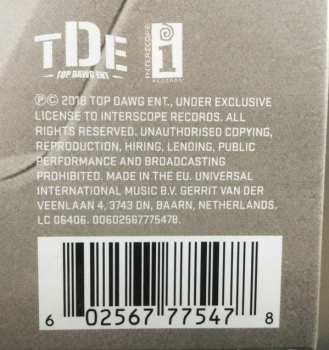 TDE
TOP DAWG ENT.
INTERSCOPE
RECORDS
℗© 2018 TOP DAWG ENT., UNDER EXCLUSIVE
LICENSE TO INTERSCOPE RECORDS. ALL
RIGHTS RESERVED. UNAUTHORISED COPYING,
REPRODUCTION, HIRING, LENDING, PUBLIC
PERFORMANCE AND BROADCASTING
PROHIBITED. MADE IN THE EU. UNIVERSAL
INTERNATIONAL MUSIC B.V. GERRIT VAN DER
VEENLAAN 4, 3743 DN, BAARN, NETHERLANDS.
LC 06406. 00602567775478.
6 02567 77547 8